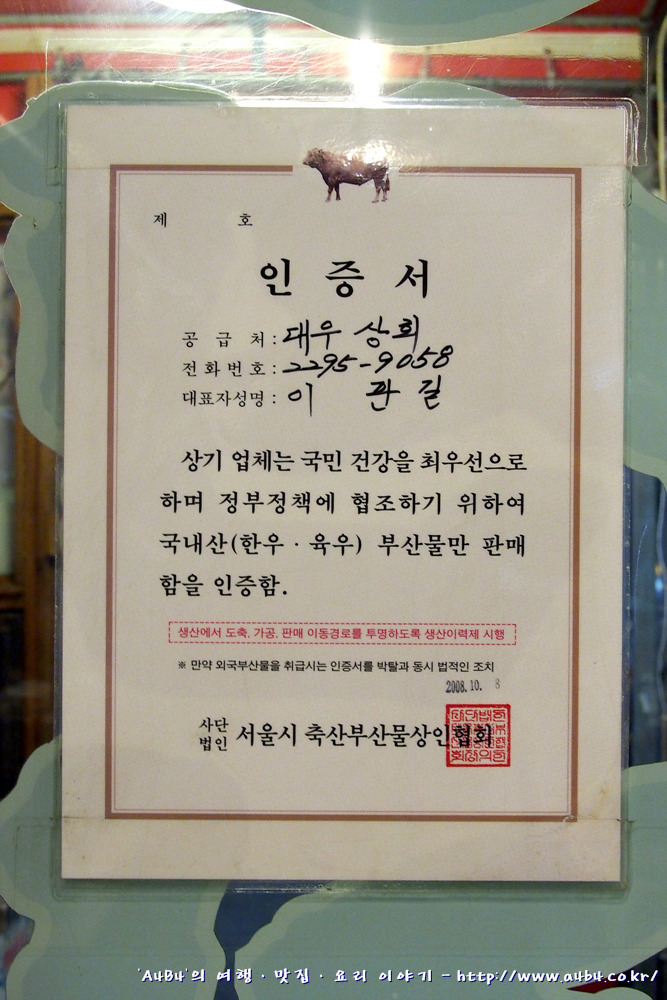 제 호
인 증 서
공 급 처 : 대우 상회
전 화 번 호 : 2295-9058
대표자성명 : 이 관 길
상기 업체는 국민 건강을 최우선으로
하며 정부정책에 협조하기 위하여
국내산(한우 · 육우) 부산물만 판매
함을 인증함.
생산에서 도축, 가공, 판매 이동경로를 투명하도록 생산이력제 시행
※ 만약 외국부산물을 취급시는 인증서를 박탈과 동시 법적인 조치
2008. 10. 8
사단
법인 서울시 축산부산물상인협회
'AuBu'의 여행 · 맛집 · 요리 이야기 - http://www.aubu.co.kr/